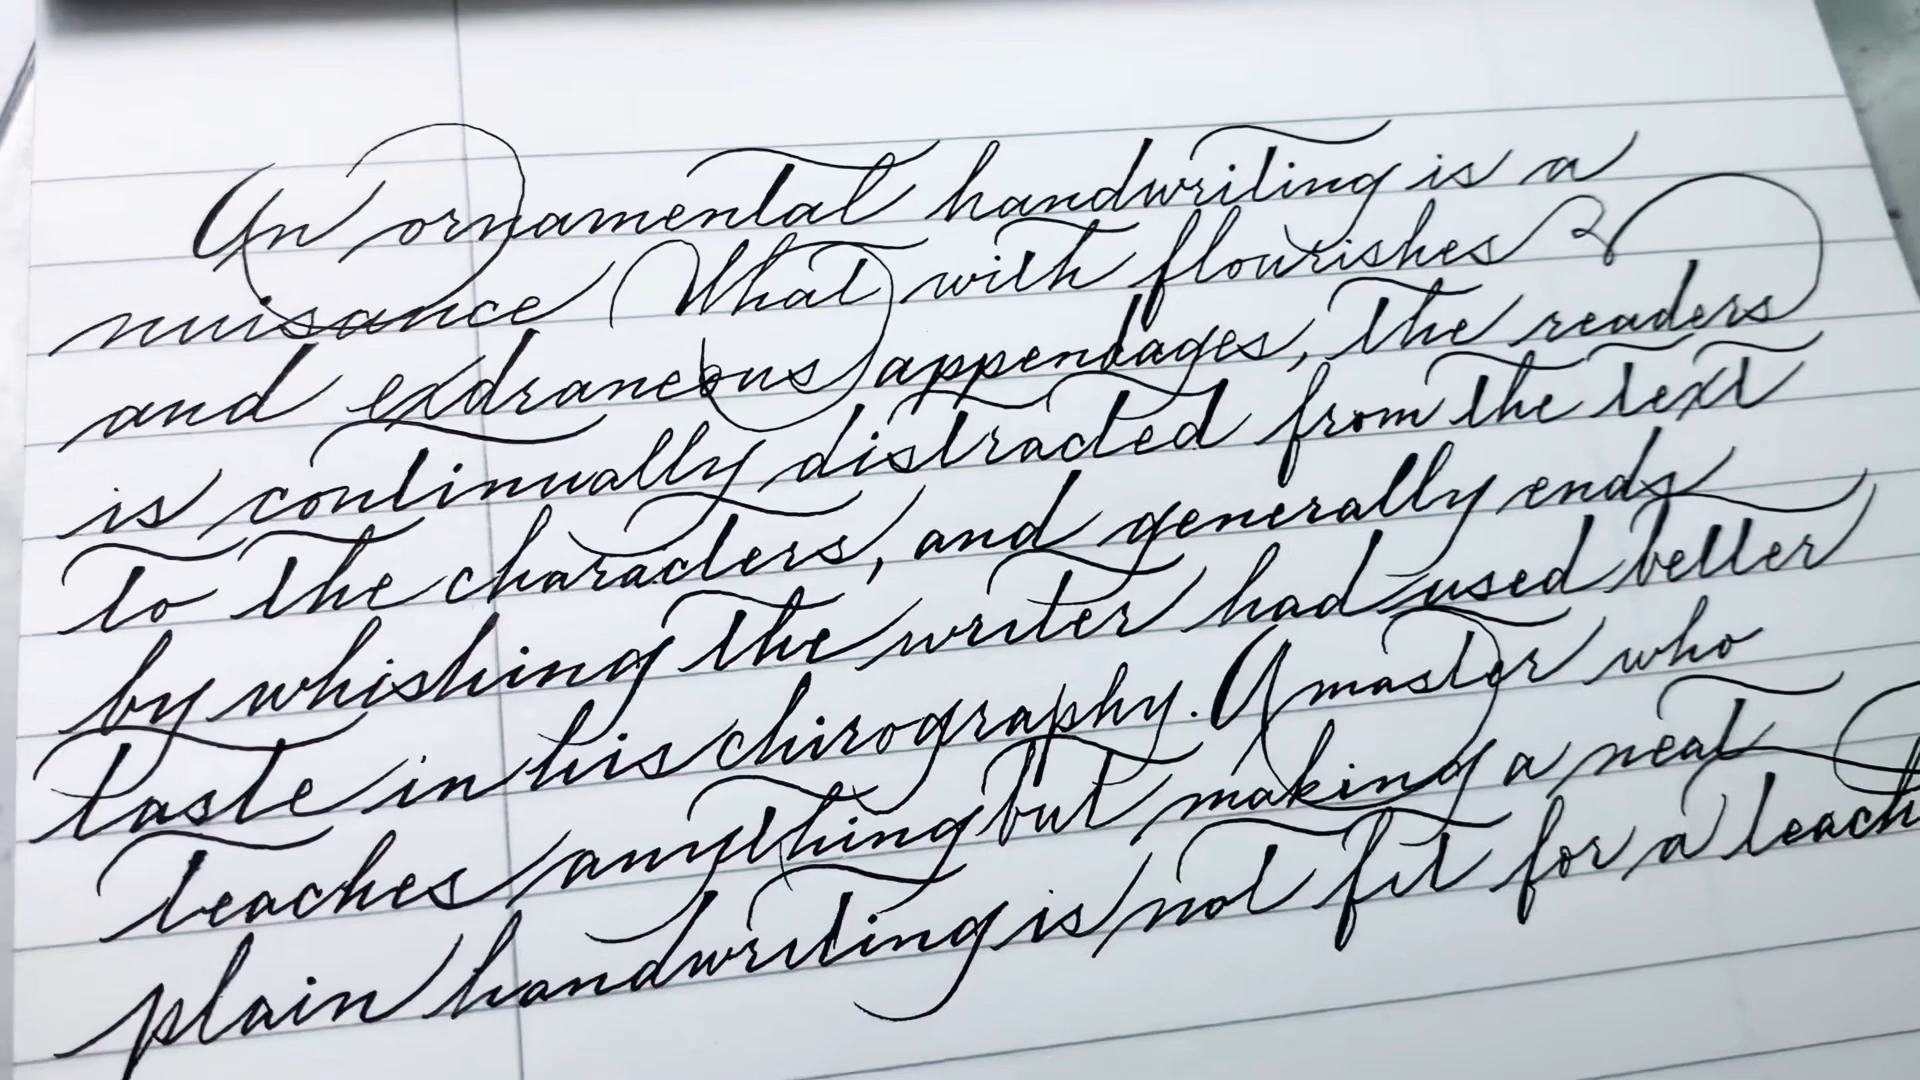 An ornamental handwriting is a
nuisance What with flourishes &
and exdraneous appendages, the readers
is continually distracted from the text
to the characters, and generally ends
by whishing the writer had used better
taste in his chirography. A master who
teaches anything but making a neat
plain handwriting is not fit for a teach